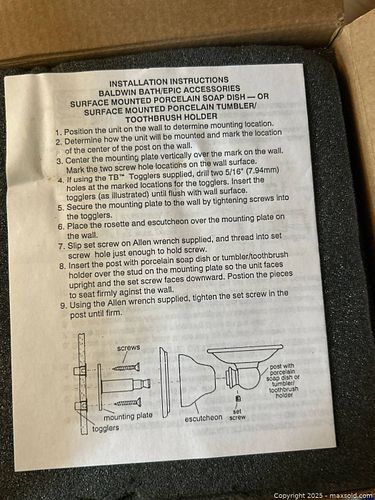 INSTALLATION INSTRUCTIONS
BALDWIN BATH/EPIC ACCESSORIES
SURFACE MOUNTED PORCELAIN SOAP DISH — OR
SURFACE MOUNTED PORCELAIN TUMBLER/
TOOTHBRUSH HOLDER
1. Position the unit on the wall to determine mounting location.
2. Determine how the unit will be mounted and mark the location
of the center of the post on the wall.
3. Center the mounting plate vertically over the mark on the wall.
Mark the two screw hole locations on the wall surface.
4. If using the TB™ Togglers supplied, drill two 5/16" (7.94mm)
holes at the marked locations for the togglers. Insert the
togglers (as illustrated) until flush with wall surface.
5. Secure the mounting plate to the wall by tightening screws into
the togglers.
6. Place the rosette and escutcheon over the mounting plate on
the wall.
7. Slip set screw on Allen wrench supplied, and thread into set
screw hole just enough to hold screw.
8. Insert the post with porcelain soap dish or tumbler/toothbrush
holder over the stud on the mounting plate so the unit faces
upright and the set screw faces downward. Postion the pieces
to seat firmly aginst the wall.
9. Using the Allen wrench supplied, tighten the set screw in the
post until firm.
screws
mounting plate
togglers
escutcheon
set
screw
post with
porcelain
soap dish or
tumbler/
toothbrush
holder
Copyright 2025 - maxsold.com